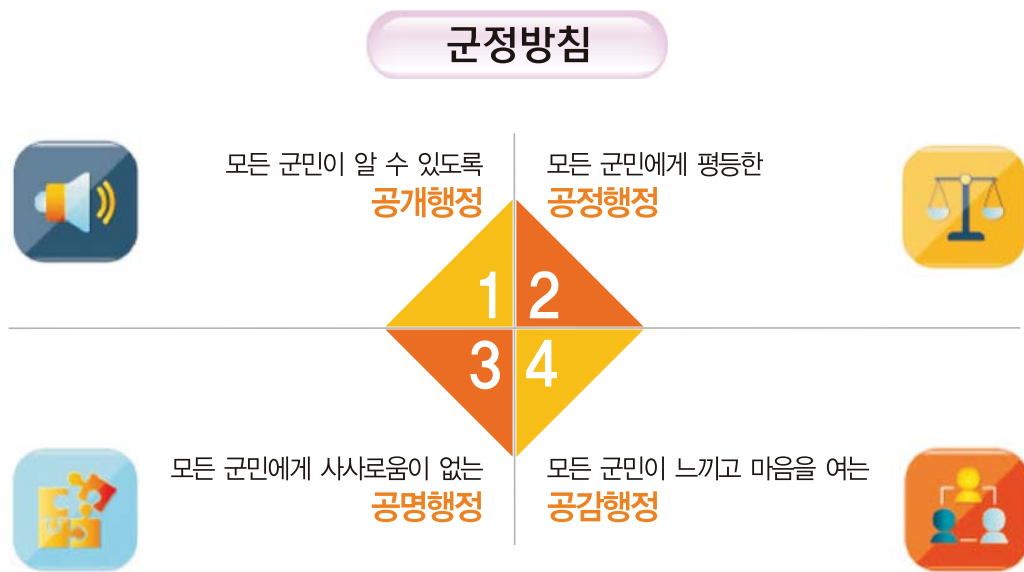 군정방침
모든 군민이 알 수 있도록
공개행정
모든 군민에게 평등한
공정행정
1
2
3
4
모든 군민에게 사사로움이 없는
공명행정
모든 군민이 느끼고 마음을 여는
공감행정